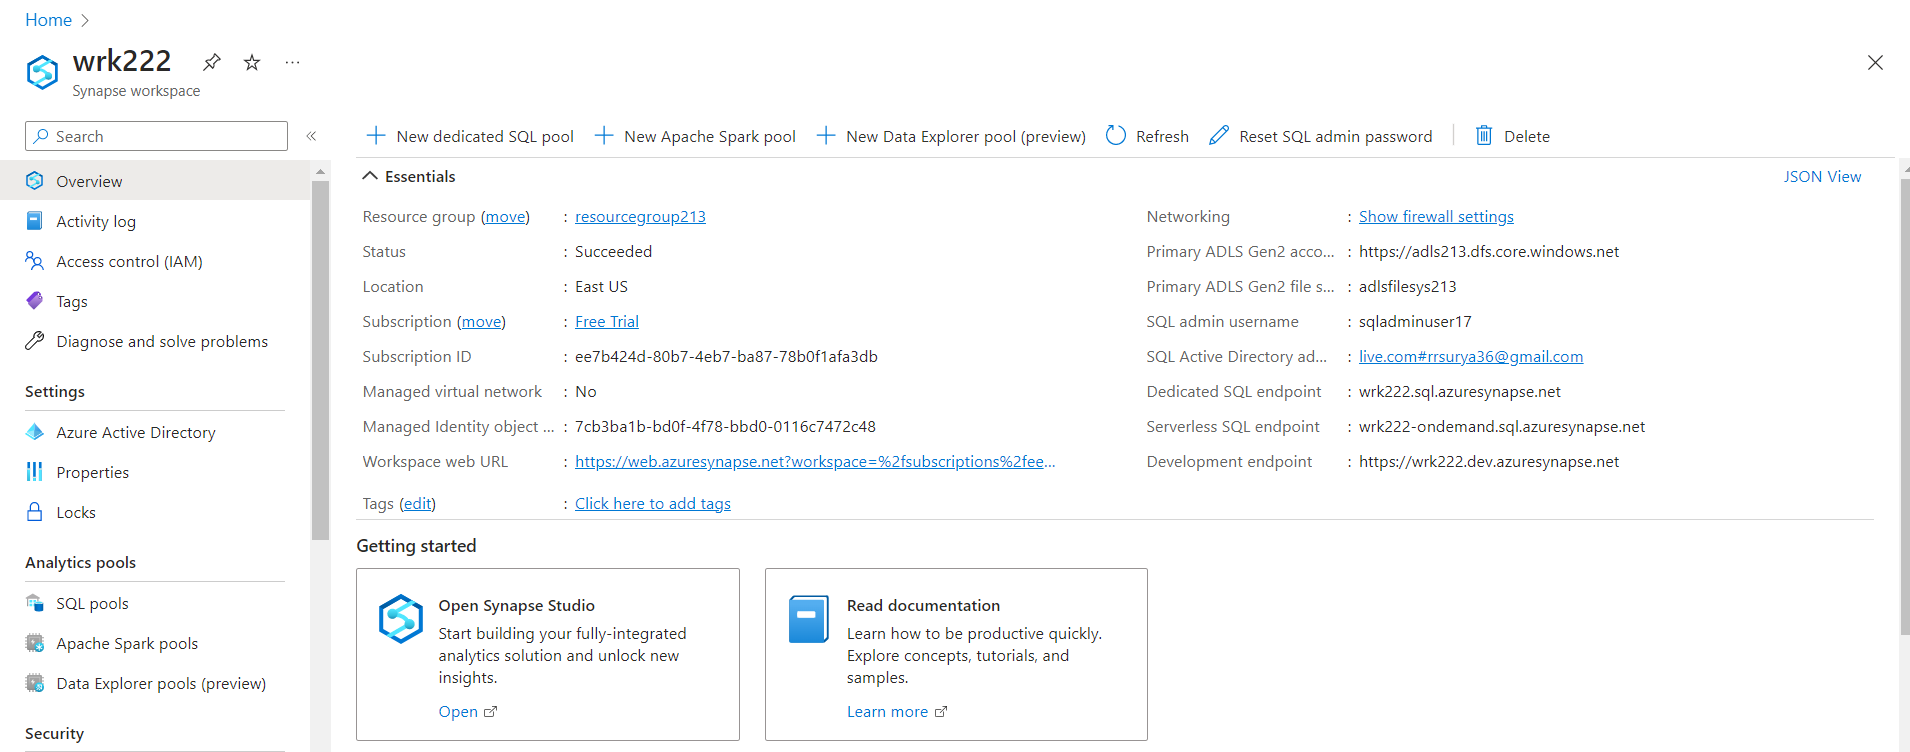 Home
wrk222
Synapse workspace
Search
New dedicated SQL pool New Apache Spark pool New Data Explorer pool (preview) Refresh Reset SQL admin password Delete
Overview
Activity log
Access control (IAM)
Tags
Diagnose and solve problems
Settings
Azure Active Directory
Properties
Locks
Analytics pools
SQL pools
Apache Spark pools
Data Explorer pools (preview)
Security
Essentials
JSON View
Resource group (move) : resourcegroup213
Status : Succeeded
Location : East US
Subscription (move) : Free Trial
Subscription ID : ee7b424d-80b7-4eb7-ba87-78b0f1afa3db
Managed virtual network : No
Managed Identity object ... : 7cb3ba1b-bd0f-4f78-bbd0-0116c7472c48
Workspace web URL : https://web.azuresynapse.net?workspace=%2fsubscriptions%2fee...
Tags (edit) : Click here to add tags
Networking : Show firewall settings
Primary ADLS Gen2 acco... : https://adls213.dfs.core.windows.net
Primary ADLS Gen2 file s... : adlsfilesys213
SQL admin username : sqladminuser17
SQL Active Directory ad... : live.com#rrsurya36@gmail.com
Dedicated SQL endpoint : wrk222.sql.azuresynapse.net
Serverless SQL endpoint : wrk222-ondemand.sql.azuresynapse.net
Development endpoint : https://wrk222.dev.azuresynapse.net
Getting started
Open Synapse Studio
Start building your fully-integrated
analytics solution and unlock new
insights.
Open
Read documentation
Learn how to be productive quickly.
Explore concepts, tutorials, and
samples.
Learn more